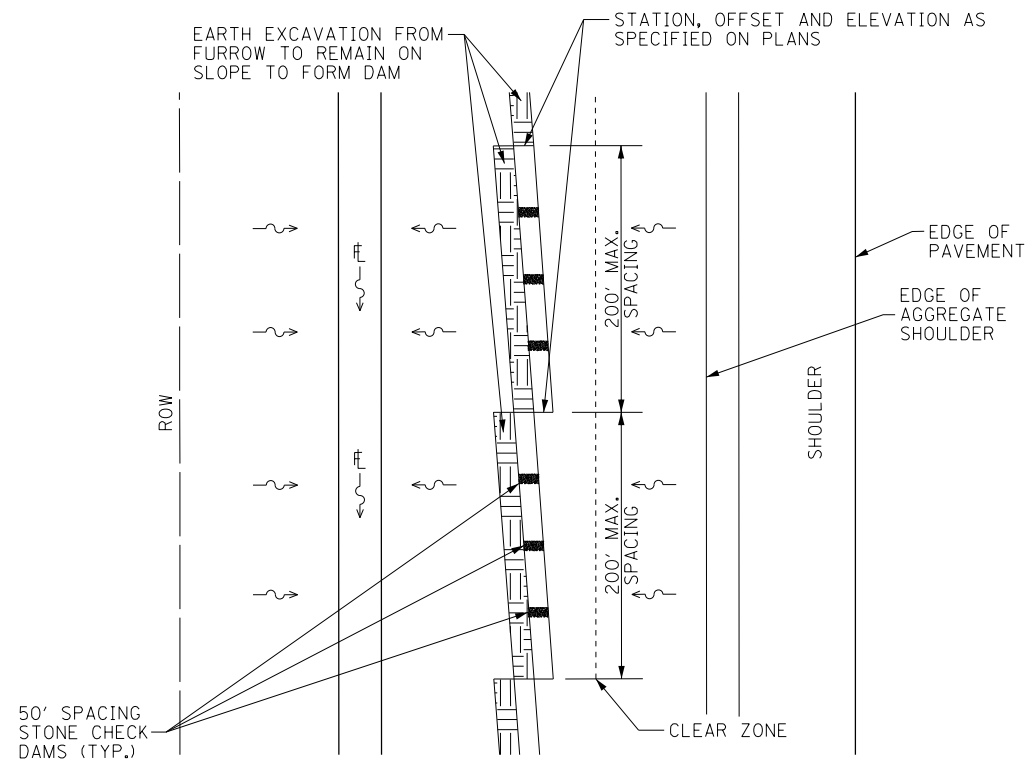 EARTH EXCAVATION FROM
FURROW TO REMAIN ON
SLOPE TO FORM DAM
STATION, OFFSET AND ELEVATION AS
SPECIFIED ON PLANS
EDGE OF
PAVEMENT
EDGE OF
AGGREGATE
SHOULDER
FL
200' MAX.
SPACING
ROW
SHOULDER
FL
200' MAX.
SPACING
50' SPACING
STONE CHECK
DAMS (TYP.)
CLEAR ZONE